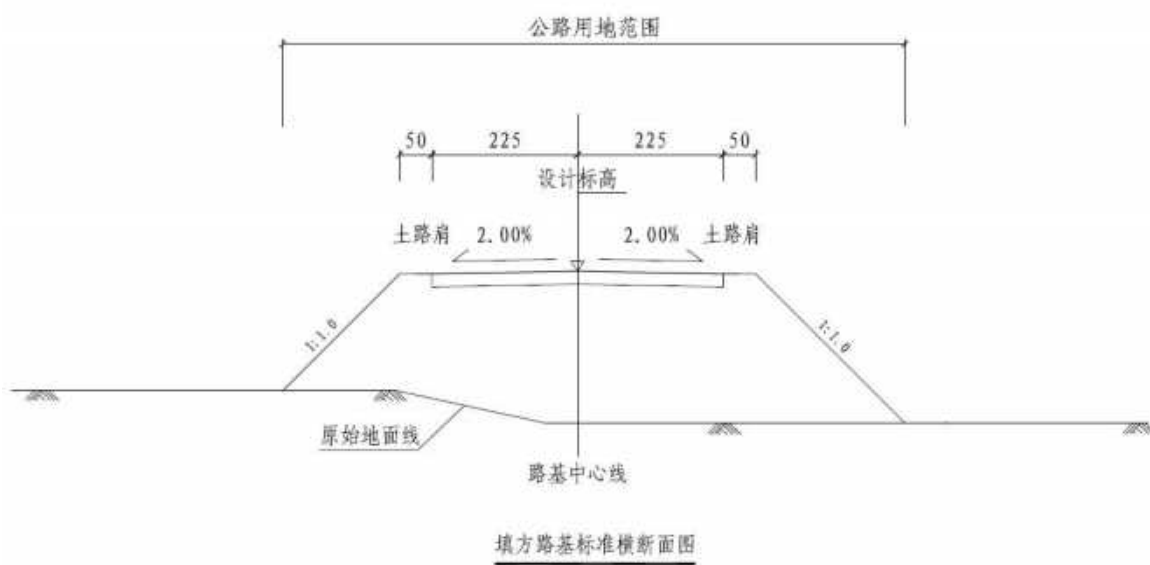 公路用地范围
50 225 225 50
设计标高
土路肩 2.00% 2.00% 土路肩
1:1.0 1:1.0
原始地面线
路基中心线
填方路基标准横断面图